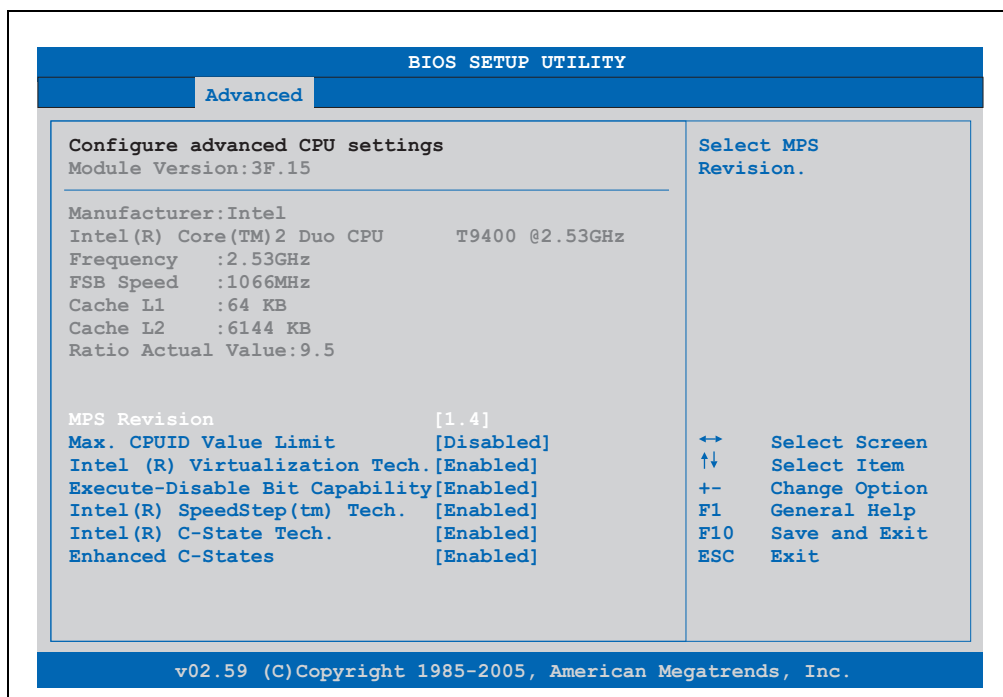 BIOS SETUP UTILITY
Advanced
Configure advanced CPU settings
Module Version:3F.15
Manufacturer:Intel
Intel(R) Core(TM)2 Duo CPU T9400 @2.53GHz
Frequency :2.53GHz
FSB Speed :1066MHz
Cache L1 :64 KB
Cache L2 :6144 KB
Ratio Actual Value:9.5
MPS Revision [1.4]
Max. CPUID Value Limit [Disabled]
Intel (R) Virtualization Tech.[Enabled]
Execute-Disable Bit Capability[Enabled]
Intel(R) SpeedStep(tm) Tech. [Enabled]
Intel(R) C-State Tech. [Enabled]
Enhanced C-States [Enabled]
Select MPS
Revision.
↔ Select Screen
↑↓ Select Item
+- Change Option
F1 General Help
F10 Save and Exit
ESC Exit
v02.59 (C)Copyright 1985-2005, American Megatrends, Inc.